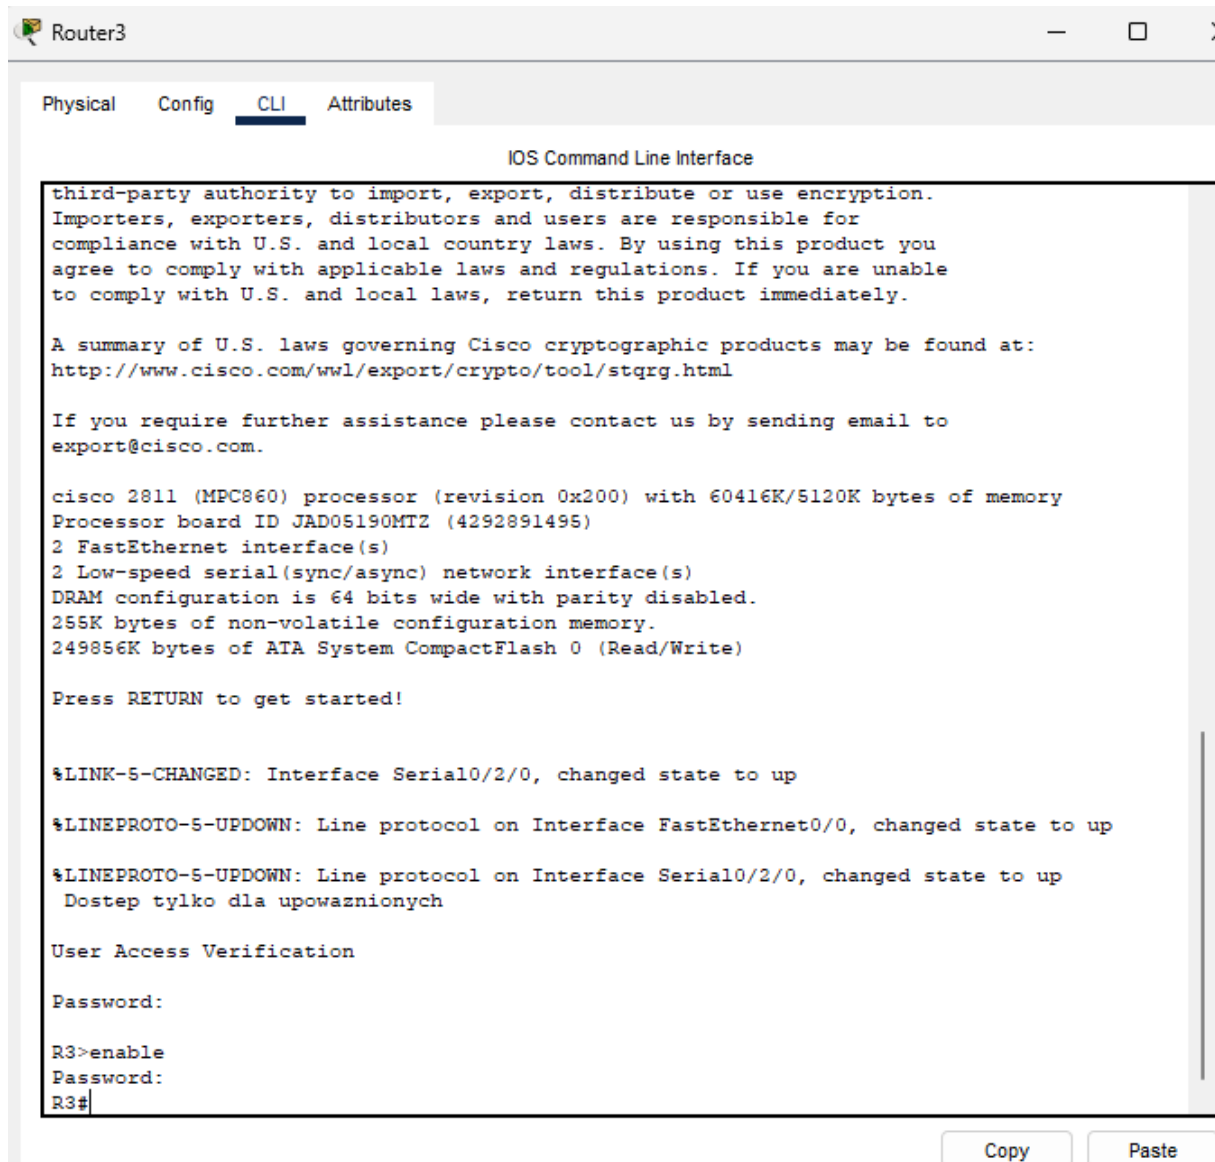 Router3
Physical Config CLI Attributes
IOS Command Line Interface
third-party authority to import, export, distribute or use encryption.
Importers, exporters, distributors and users are responsible for
compliance with U.S. and local country laws. By using this product you
agree to comply with applicable laws and regulations. If you are unable
to comply with U.S. and local laws, return this product immediately.
A summary of U.S. laws governing Cisco cryptographic products may be found at:
http://www.cisco.com/wwl/export/crypto/tool/stqrg.html
If you require further assistance please contact us by sending email to
export@cisco.com.
cisco 2811 (MPC860) processor (revision 0x200) with 60416K/5120K bytes of memory
Processor board ID JAD05190MTZ (4292891495)
2 FastEthernet interface(s)
2 Low-speed serial(sync/async) network interface(s)
DRAM configuration is 64 bits wide with parity disabled.
255K bytes of non-volatile configuration memory.
249856K bytes of ATA System CompactFlash 0 (Read/Write)
Press RETURN to get started!
%LINK-5-CHANGED: Interface Serial0/2/0, changed state to up
%LINEPROTO-5-UPDOWN: Line protocol on Interface FastEthernet0/0, changed state to up
%LINEPROTO-5-UPDOWN: Line protocol on Interface Serial0/2/0, changed state to up
Dostep tylko dla upowaznionych
User Access Verification
Password:
R3>enable
Password:
R3#
Copy Paste